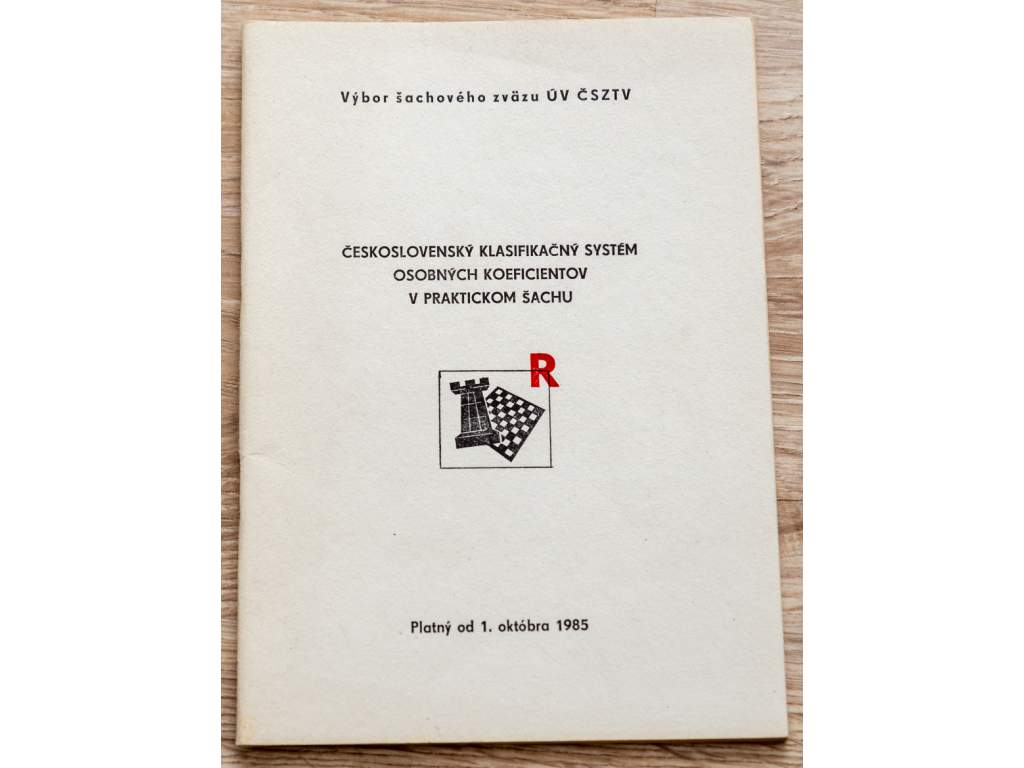 Výbor šachového zväzu ÚV ČSZTV
ČESKOSLOVENSKÝ KLASIFIKAČNÝ SYSTÉM
OSOBNÝCH KOEFICIENTOV
V PRAKTICKOM ŠACHU
R
Platný od 1. októbra 1985